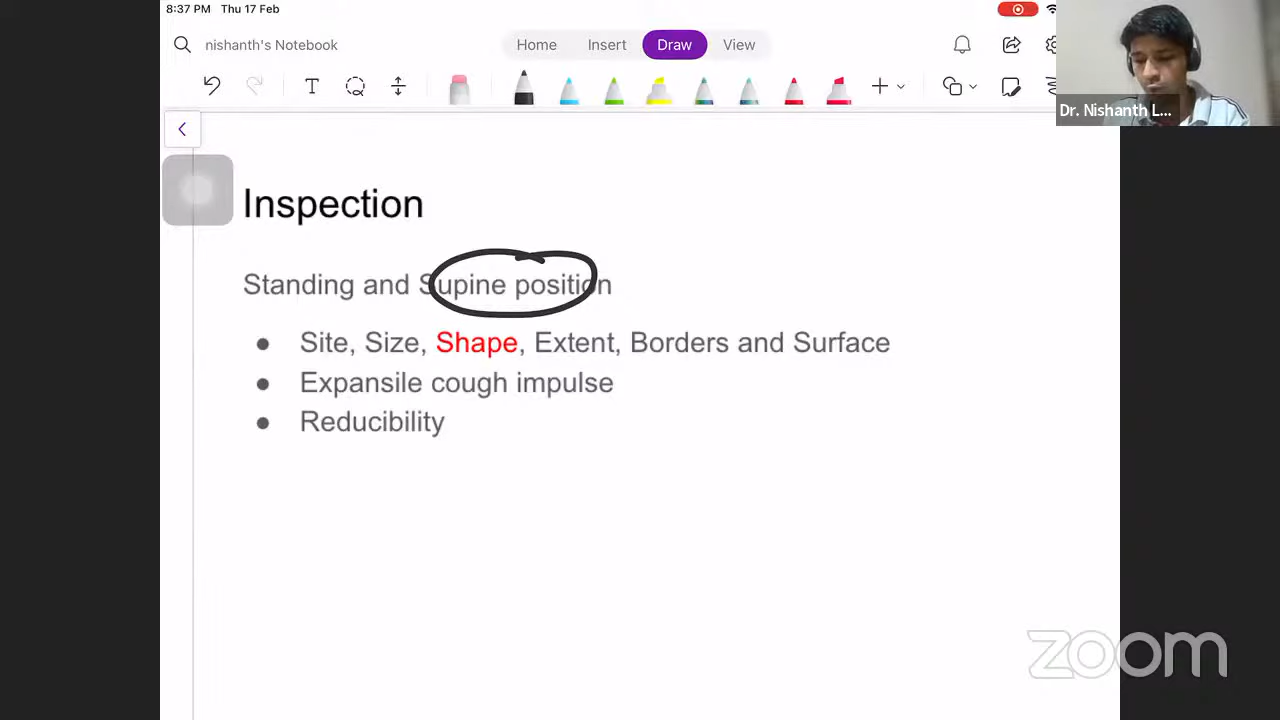 8:37 PM Thu 17 Feb
nishanth's Notebook
Home Insert Draw View
Dr. Nishanth L...
Inspection
Standing and Supine position
● Site, Size, Shape, Extent, Borders and Surface
● Expansile cough impulse
● Reducibility
zoom